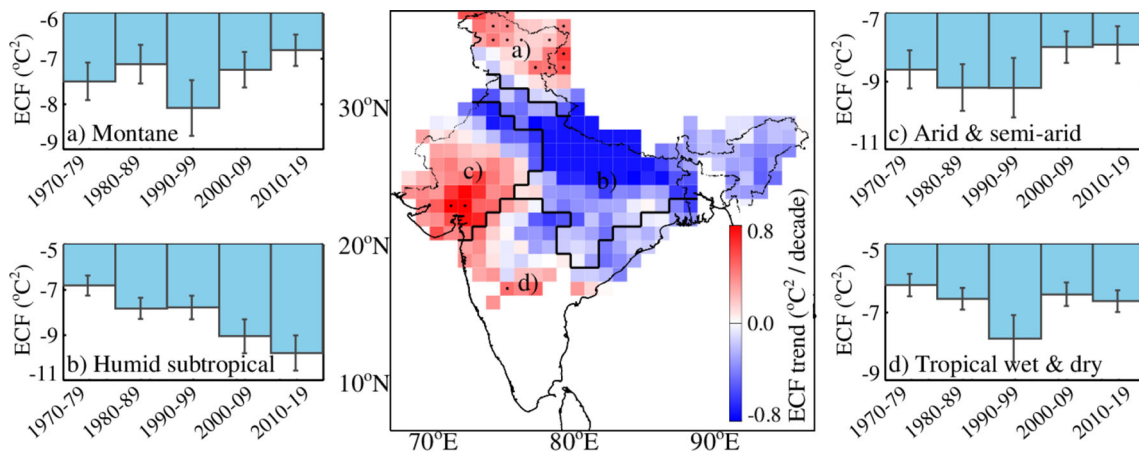 -6
-7
-8
-9
ECF (°C²)
a) Montane
1970-79
1980-89
1990-99
2000-09
2010-19
-5
-7
-9
-11
ECF (°C²)
b) Humid subtropical
1970-79
1980-89
1990-99
2000-09
2010-19
30°N
20°N
10°N
70°E
80°E
90°E
a)
b)
c)
d)
0.8
0.0
-0.8
ECF trend (°C² / decade)
-7
-9
-11
ECF (°C²)
c) Arid & semi-arid
1970-79
1980-89
1990-99
2000-09
2010-19
-5
-7
-9
ECF (°C²)
d) Tropical wet & dry
1970-79
1980-89
1990-99
2000-09
2010-19